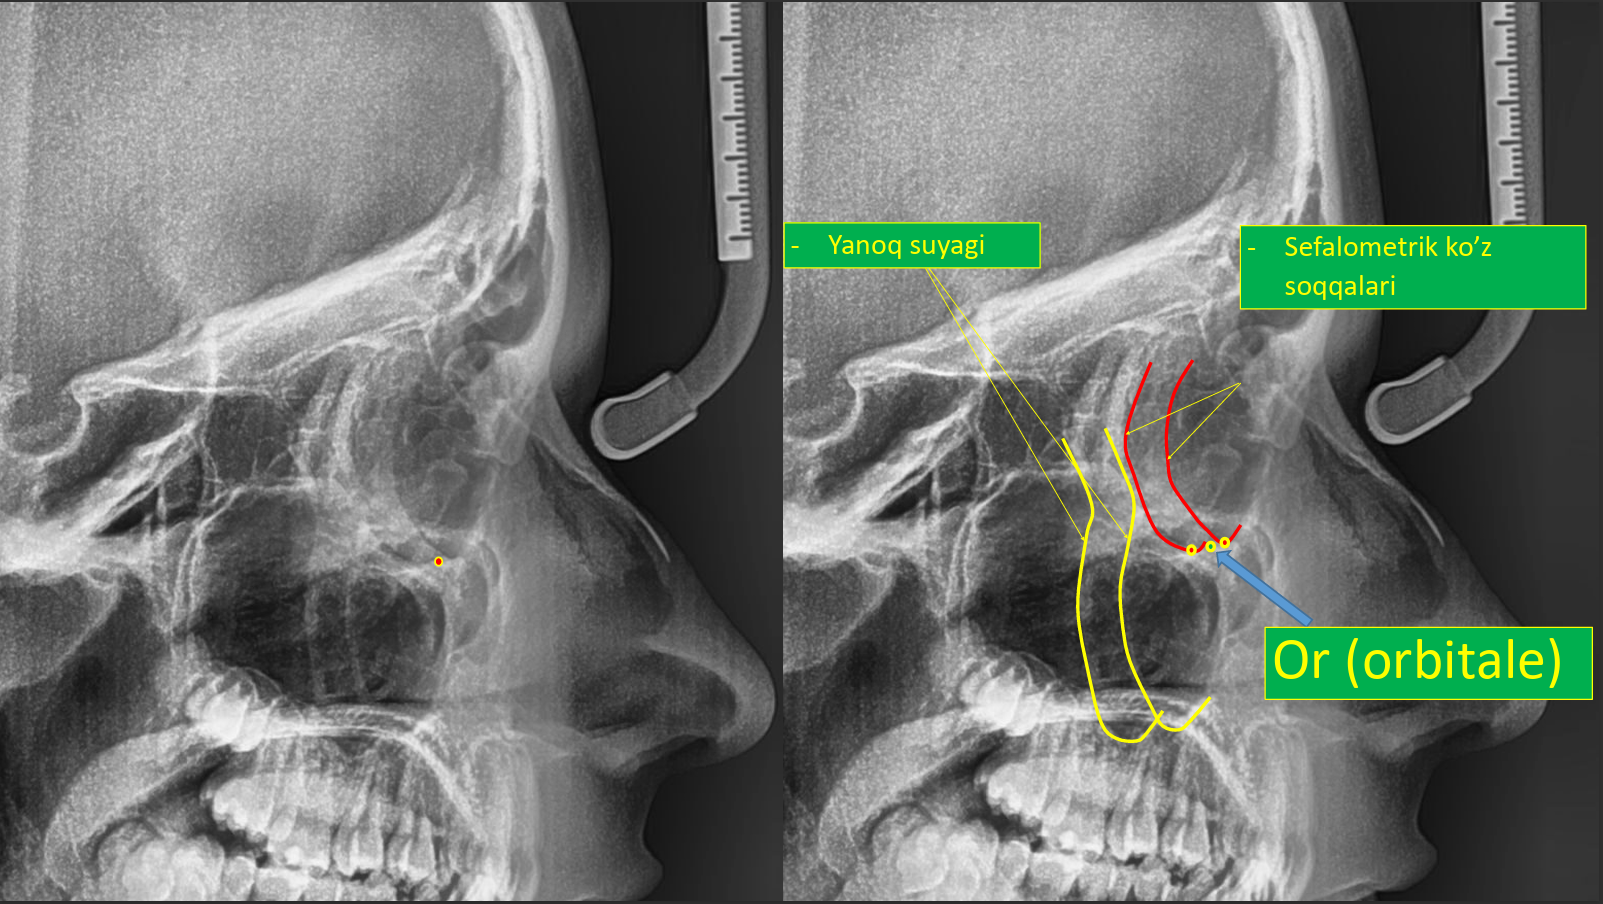 - Yanoq suyagi
- Sefalometrik ko’z
soqqalari
Or (orbitale)